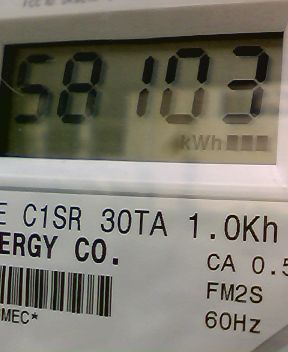 58103
kWh
E C1SR 30TA 1.0Kh
ERGY CO.
CA 0.5
FM2S
MEC*
60Hz